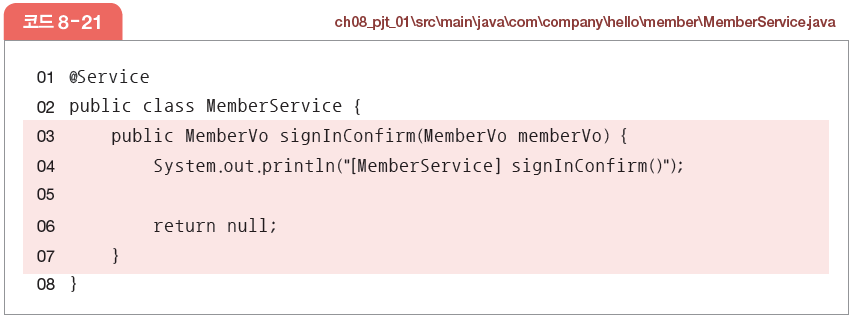 코드 8-21
ch08_pjt_01\src\main\java\com\company\hello\member\MemberService.java
01 @Service
02 public class MemberService {
03     public MemberVo signInConfirm(MemberVo memberVo) {
04         System.out.println("[MemberService] signInConfirm()");
05
06         return null;
07     }
08 }